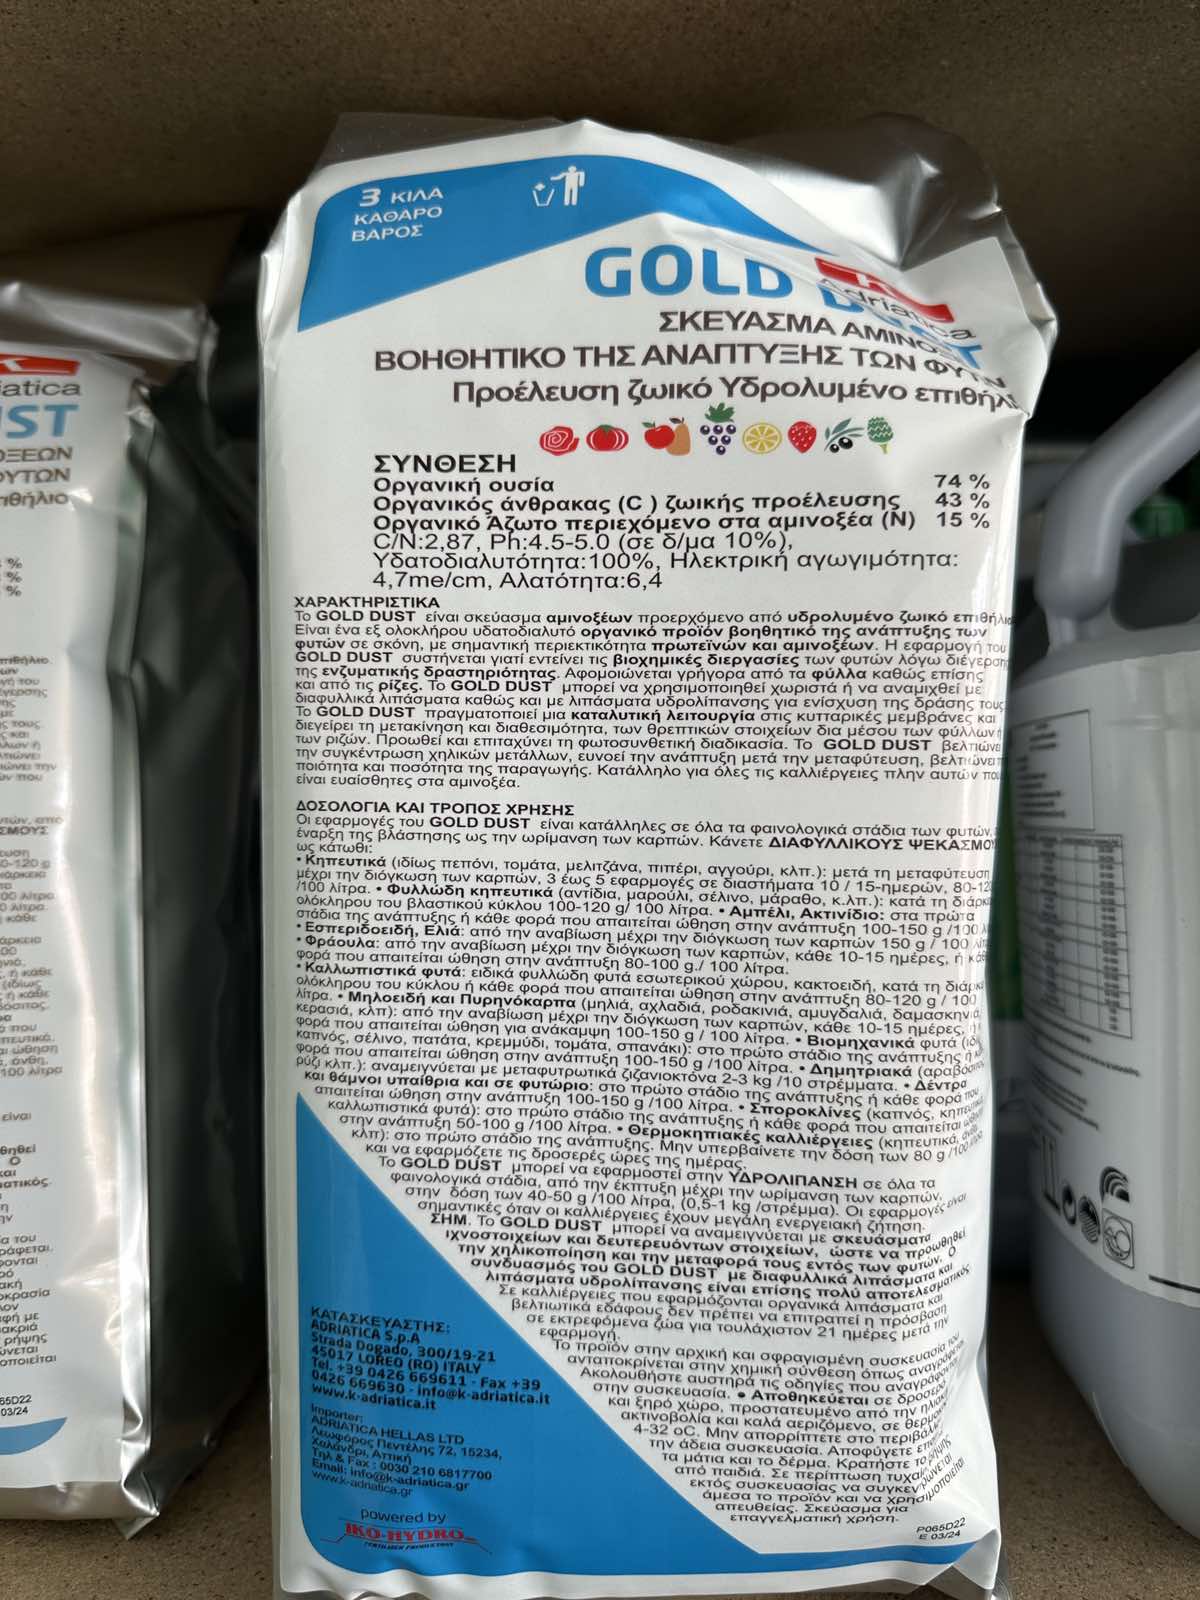 3 ΚΙΛΑ
ΚΑΘΑΡΟ
ΒΑΡΟΣ
Adriatica
GOLD DUST
ΣΚΕΥΑΣΜΑ
ΒΟΗΘΗΤΙΚΟ ΤΗΣ ΑΝΑΠΤΥΞΗΣ ΤΩΝ
Προέλευση ζωικό Υδρολυμένο
ΣΥΝΘΕΣΗ
Οργανική ουσία 74 %
Οργανικός άνθρακας (C ) ζωικής προέλευσης 43 %
Οργανικό Άζωτο περιεχόμενο στα αμινοξέα (N) 15 %
C/N:2,87, Ph:4.5-5.0 (σε δ/μα 10%),
Υδατοδιαλυτότητα:100%, Ηλεκτρική αγωγιμότητα:
4,7me/cm, Αλατότητα:6,4
ΧΑΡΑΚΤΗΡΙΣΤΙΚΑ
Το GOLD DUST είναι σκεύασμα αμινοξέων προερχόμενο από υδρολυμένο ζωικό
Είναι ένα εξ ολοκλήρου υδατοδιαλυτό οργανικό προϊόν βοηθητικό της ανάπτυξης των
φυτών σε σκόνη, με σημαντική περιεκτικότητα πρωτεϊνών και αμινοξέων. Η εφαρμογή του
GOLD DUST συστήνεται γιατί εντείνει τις βιοχημικές διεργασίες των φυτών λόγω
της ενζυματικής δραστηριότητας. Αφομοιώνεται γρήγορα από τα φύλλα καθώς επίσης
και από τις ρίζες. Το GOLD DUST μπορεί να χρησιμοποιηθεί χωριστά ή να αναμιχθεί με
διαφυλλικά λιπάσματα καθώς και με λιπάσματα υδρολίπανσης για ενίσχυση της δράσης τους
Το GOLD DUST πραγματοποιεί μια καταλυτική λειτουργία στις κυτταρικές μεμβράνες και
διεγείρει τη μετακίνηση και διαθεσιμότητα, των θρεπτικών στοιχείων δια μέσου των φύλλων ή
των ριζών. Προωθεί και επιταχύνει τη φωτοσυνθετική διαδικασία. Το GOLD DUST
την συγκέντρωση χηλικών μετάλλων, ευνοεί την ανάπτυξη μετά την μεταφύτευση,
ποιότητα και ποσότητα της παραγωγής. Κατάλληλο για όλες τις καλλιέργειες πλην αυτών που
είναι ευαίσθητες στα αμινοξέα.
ΔΟΣΟΛΟΓΙΑ ΚΑΙ ΤΡΟΠΟΣ ΧΡΗΣΗΣ
Οι εφαρμογές του GOLD DUST είναι κατάλληλες σε όλα τα φαινολογικά στάδια των φυτών,
έναρξη της βλάστησης ως την ωρίμανση των καρπών. Κάνετε ΔΙΑΦΥΛΛΙΚΟΥΣ
ως κάτωθι:
• Κηπευτικά (ιδίως πεπόνι, τομάτα, μελιτζάνα, πιπέρι, αγγούρι, κλπ.): μετά τη μεταφύτευση
μέχρι την διόγκωση των καρπών, 3 έως 5 εφαρμογές σε διαστήματα 10 / 15-ημερών,
/100 λίτρα. • Φυλλώδη κηπευτικά (αντίδια, μαρούλι, σέλινο, μάραθο, κ.λπ.): κατά τη
ολόκληρου του βλαστικού κύκλου 100-120 g/ 100 λίτρα. • Αμπέλι, Ακτινίδιο: στα πρώτα
στάδια της ανάπτυξης ή κάθε φορά που απαιτείται ώθηση στην ανάπτυξη 100-150 g /100
• Εσπεριδοειδή, Ελιά: από την αναβίωση μέχρι την διόγκωση των καρπών 150 g / 100
• Φράουλα: από την αναβίωση μέχρι την διόγκωση των καρπών, κάθε 10-15 ημέρες, ή
φορά που απαιτείται ώθηση στην ανάπτυξη 80-100 g./ 100 λίτρα.
• Καλλωπιστικά φυτά: ειδικά φυλλώδη φυτά εσωτερικού χώρου, κακτοειδή, κατά τη
ολόκληρου του κύκλου ή κάθε φορά που απαιτείται ώθηση στην ανάπτυξη 80-120 g / 100
λίτρα. • Μηλοειδή και Πυρηνόκαρπα (μηλιά, αχλαδιά, ροδακινιά, αμυγδαλιά, δαμασκηνιά,
κερασιά, κλπ): από την αναβίωση μέχρι την διόγκωση των καρπών, κάθε 10-15 ημέρες,
φορά που απαιτείται ώθηση για ανάκαμψη 100-150 g / 100 λίτρα. • Βιομηχανικά φυτά
καπνός, σέλινο, πατάτα, κρεμμύδι, τομάτα, σπανάκι): στο πρώτο στάδιο της ανάπτυξης ή
φορά που απαιτείται ώθηση στην ανάπτυξη 100-150 g /100 λίτρα. • Δημητριακά
ρύζι κλπ.): αναμειγνύεται με μεταφυτρωτικά ζιζανιοκτόνα 2-3 kg /10 στρέμματα. • Δέντρα
και θάμνοι υπαίθρια και σε φυτώριο: στο πρώτο στάδιο της ανάπτυξης ή κάθε φορά που
απαιτείται ώθηση στην ανάπτυξη 100-150 g /100 λίτρα. • Σποροκλίνες (καπνός,
καλλωπιστικά φυτά): στο πρώτο στάδιο της ανάπτυξης ή κάθε φορά που απαιτείται
στην ανάπτυξη 50-100 g /100 λίτρα. • Θερμοκηπιακές καλλιέργειες (κηπευτικά, άνθη,
κλπ): στο πρώτο στάδιο της ανάπτυξης. Μην υπερβαίνετε την δόση των 80 g /100
και να εφαρμόζετε τις δροσερές ώρες της ημέρας.
Το GOLD DUST μπορεί να εφαρμοστεί στην ΥΔΡΟΛΙΠΑΝΣΗ σε όλα τα
φαινολογικά στάδια, από την έκπτυξη μέχρι την ωρίμανση των καρπών,
στην δόση των 40-50 g /100 λίτρα, (0,5-1 kg /στρέμμα). Οι εφαρμογές είναι
σημαντικές όταν οι καλλιέργειες έχουν μεγάλη ενεργειακή ζήτηση.
ΣΗΜ. Το GOLD DUST μπορεί να αναμειγνύεται με σκευάσματα
ιχνοστοιχείων και δευτερευόντων στοιχείων, ώστε να προωθηθεί
την χηλικοποίηση και την μεταφορά τους εντός των φυτών. Ο
συνδυασμός του GOLD DUST με διαφυλλικά λιπάσματα και
λιπάσματα υδρολίπανσης είναι επίσης πολύ αποτελεσματικός
Σε καλλιέργειες που εφαρμόζονται οργανικά λιπάσματα και
βελτιωτικά εδάφους δεν πρέπει να επιτραπεί η πρόσβαση
σε εκτρεφόμενα ζώα για τουλάχιστον 21 ημέρες μετά την
εφαρμογή.
Το προϊόν στην αρχική και σφραγισμένη συσκευασία του
ανταποκρίνεται στην χημική σύνθεση όπως αναγράφεται
Ακολουθήστε αυστηρά τις οδηγίες που αναγράφονται
στην συσκευασία. • Αποθηκεύεται σε δροσερό
και ξηρό χώρο, προστατευμένο από την ηλιακή
ακτινοβολία και καλά αεριζόμενο, σε
4-32 οC. Μην απορρίπτετε στο
την άδεια συσκευασία. Αποφύγετε
τα μάτια και το δέρμα. Κρατήστε το
από παιδιά. Σε περίπτωση
εκτός συσκευασίας να
άμεσα το προϊόν και να χρησιμοποιείται
απευθείας. Σκεύασμα για
επαγγελματική χρήση.
P065D22
E 03/24
ΚΑΤΑΣΚΕΥΑΣΤΗΣ:
ADRIATICA S.p.A
Strada Dogado, 300/19-21
45017 LOREO (RO) ITALY
Tel. +39 0426 669611 - Fax +39
0426 669630 - info@k-adriatica.it
www.k-adriatica.it
Importer:
ADRIATICA HELLAS LTD
Λεωφόρος Πεντέλης 72, 15234,
Χαλάνδρι, Αττική
Τηλ & Fax : 0030 210 6817700
Email: info@k-adriatica.gr
www.k-adriatica.gr
powered by
IKO-HYDRO
FERTILISER PRODUCTION